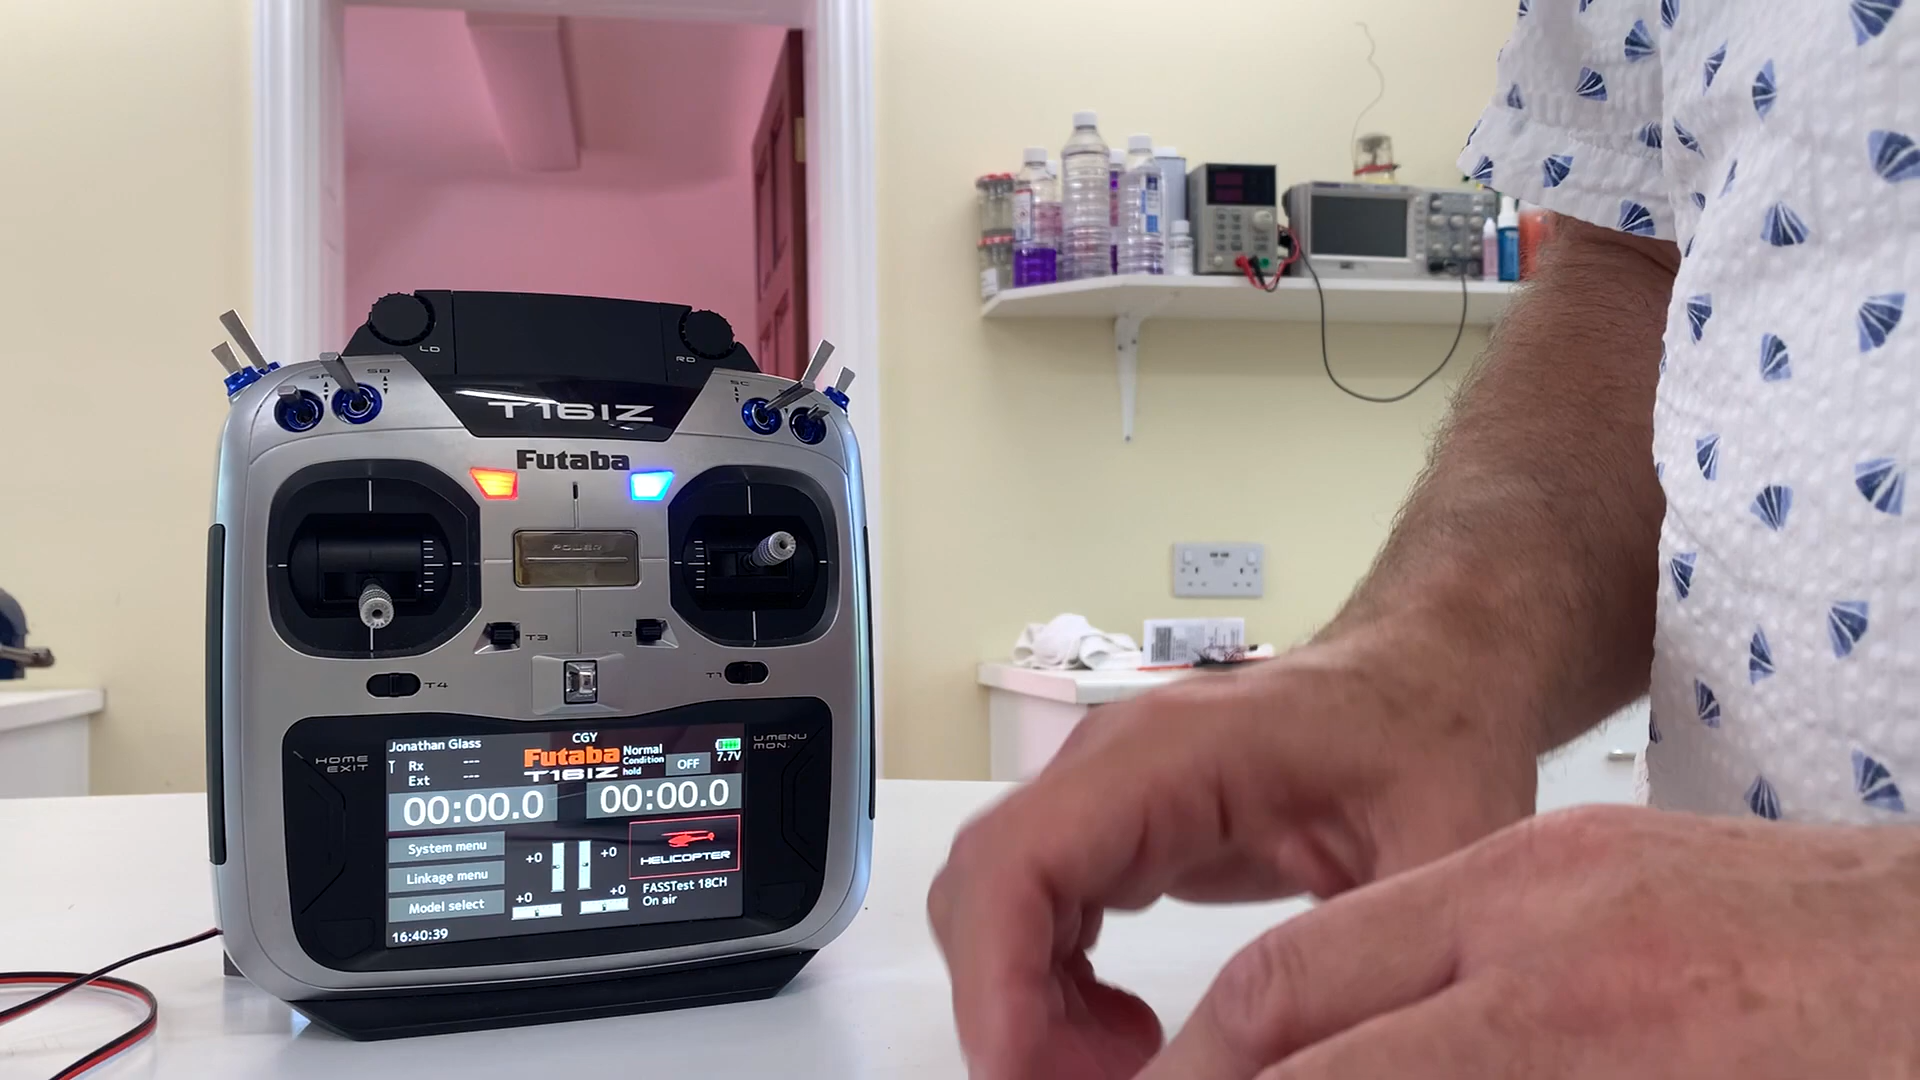 LD
RD
SA
SB
SC
T16IZ
Futaba
POWER
T3
T2
T4
T1
HOME
EXIT
U.MENU
MON.
Jonathan Glass
CGY
Rx ---
Ext ---
Futaba
T16IZ
Normal
Condition
hold
OFF
7.7V
00:00.0
00:00.0
System menu
Linkage menu
Model select
+0
+0
+0
+0
HELICOPTER
FASSTest 18CH
On air
16:40:39